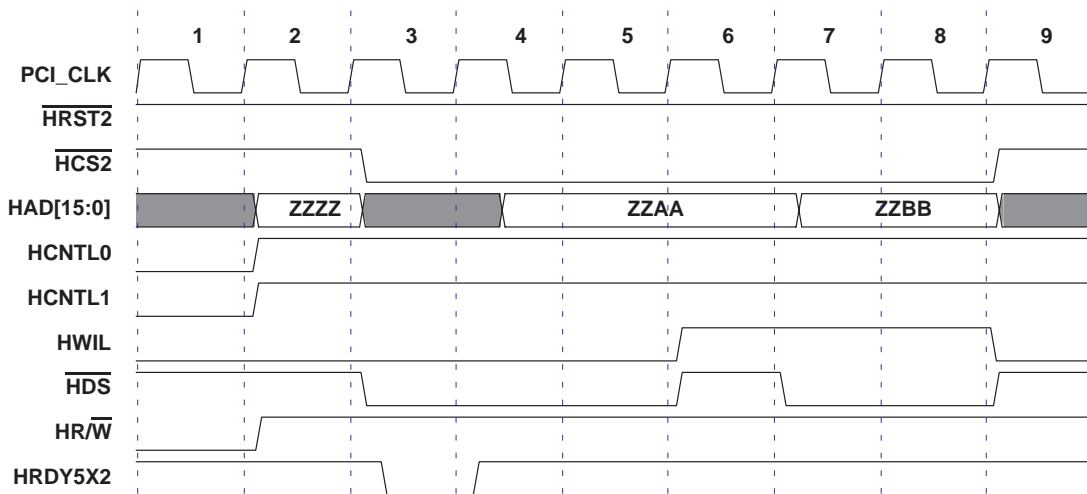 1 2 3 4 5 6 7 8 9
PCI_CLK
HRST2
HCS2
HAD[15:0] ZZZZ ZZAA ZZBB
HCNTL0
HCNTL1
HWIL
HDS
HR/W
HRDY5X2